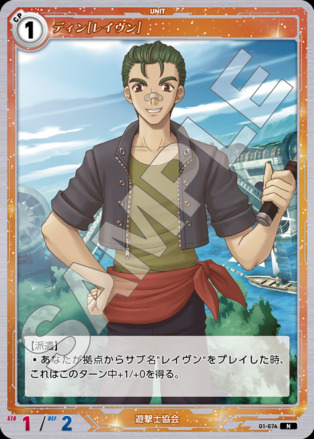 UNIT
CP
1
ディン[レイヴン]
SAMPLE
[派遣]
▪あなたが拠点からサブ名"レイヴン"をプレイした時、
これはこのターン中+1/+0を得る。
ATK 1 / DEF 2
遊撃士協会
01-074 N